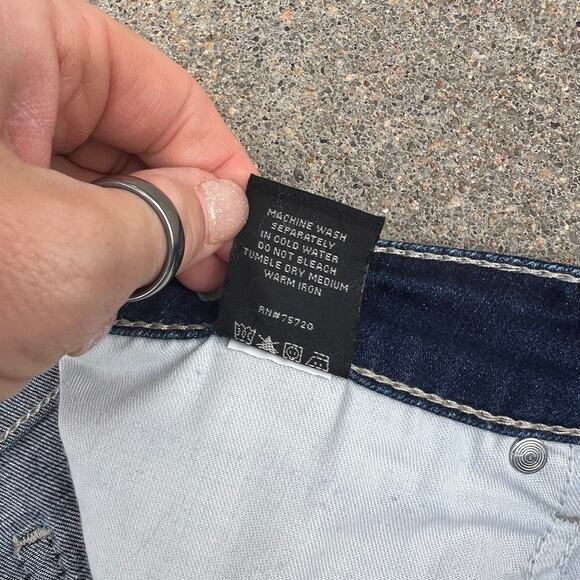 MACHINE WASH
SEPARATELY
IN COLD WATER
DO NOT BLEACH
TUMBLE DRY MEDIUM
WARM IRON
RN#75720